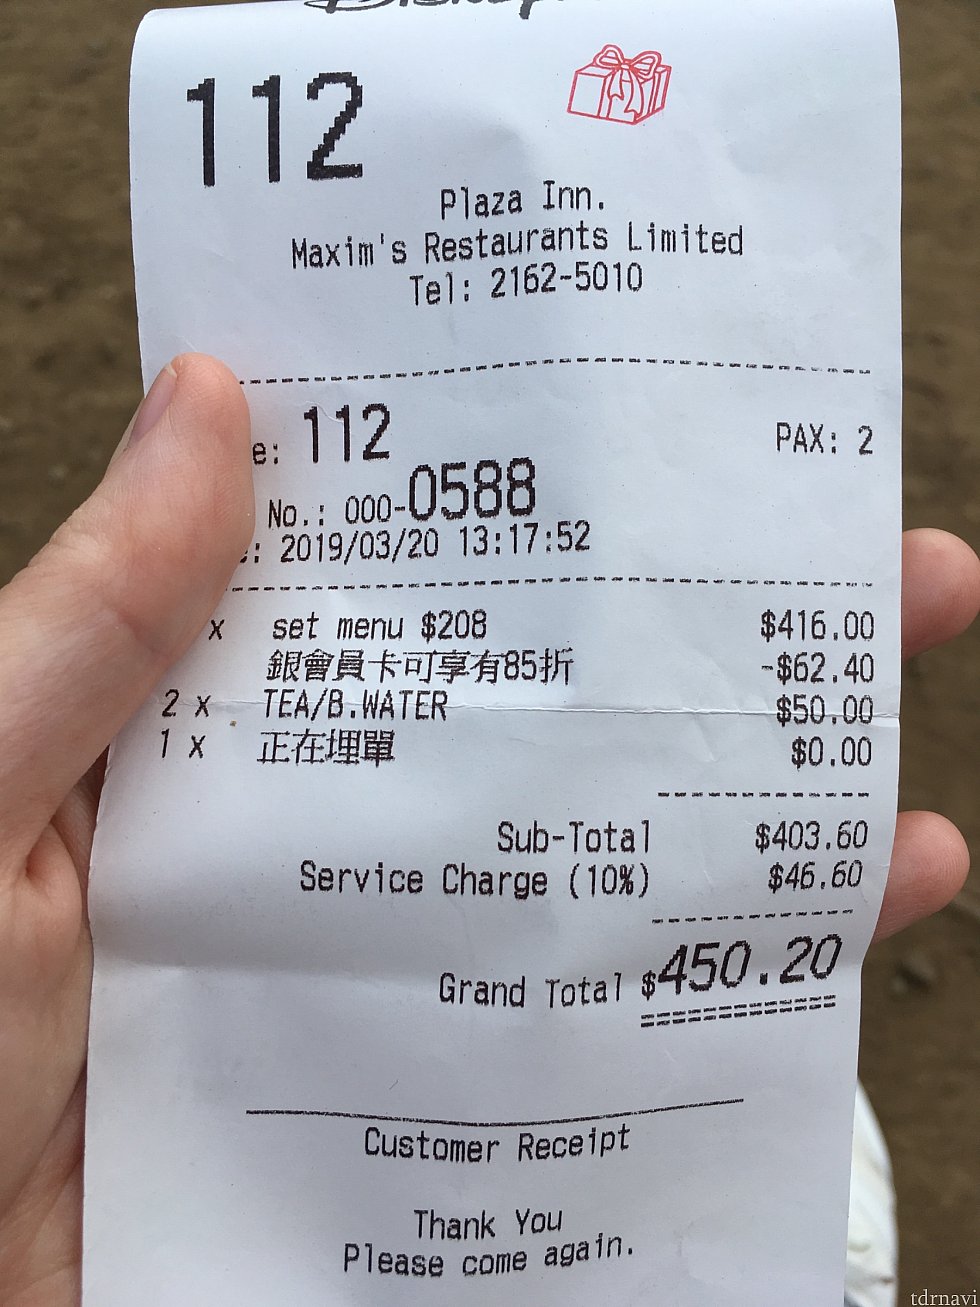 112
Plaza Inn.
Maxim's Restaurants Limited
Tel: 2162-5010
e: 112 PAX: 2
No.: 000-0588
: 2019/03/20 13:17:52
x set menu $208 $416.00
銀會員卡可享有85折 -$62.40
2 x TEA/B.WATER $50.00
1 x 正在埋單 $0.00
Sub-Total $403.60
Service Charge (10%) $46.60
Grand Total $450.20
Customer Receipt
Thank You
Please come again.
tdrnavi